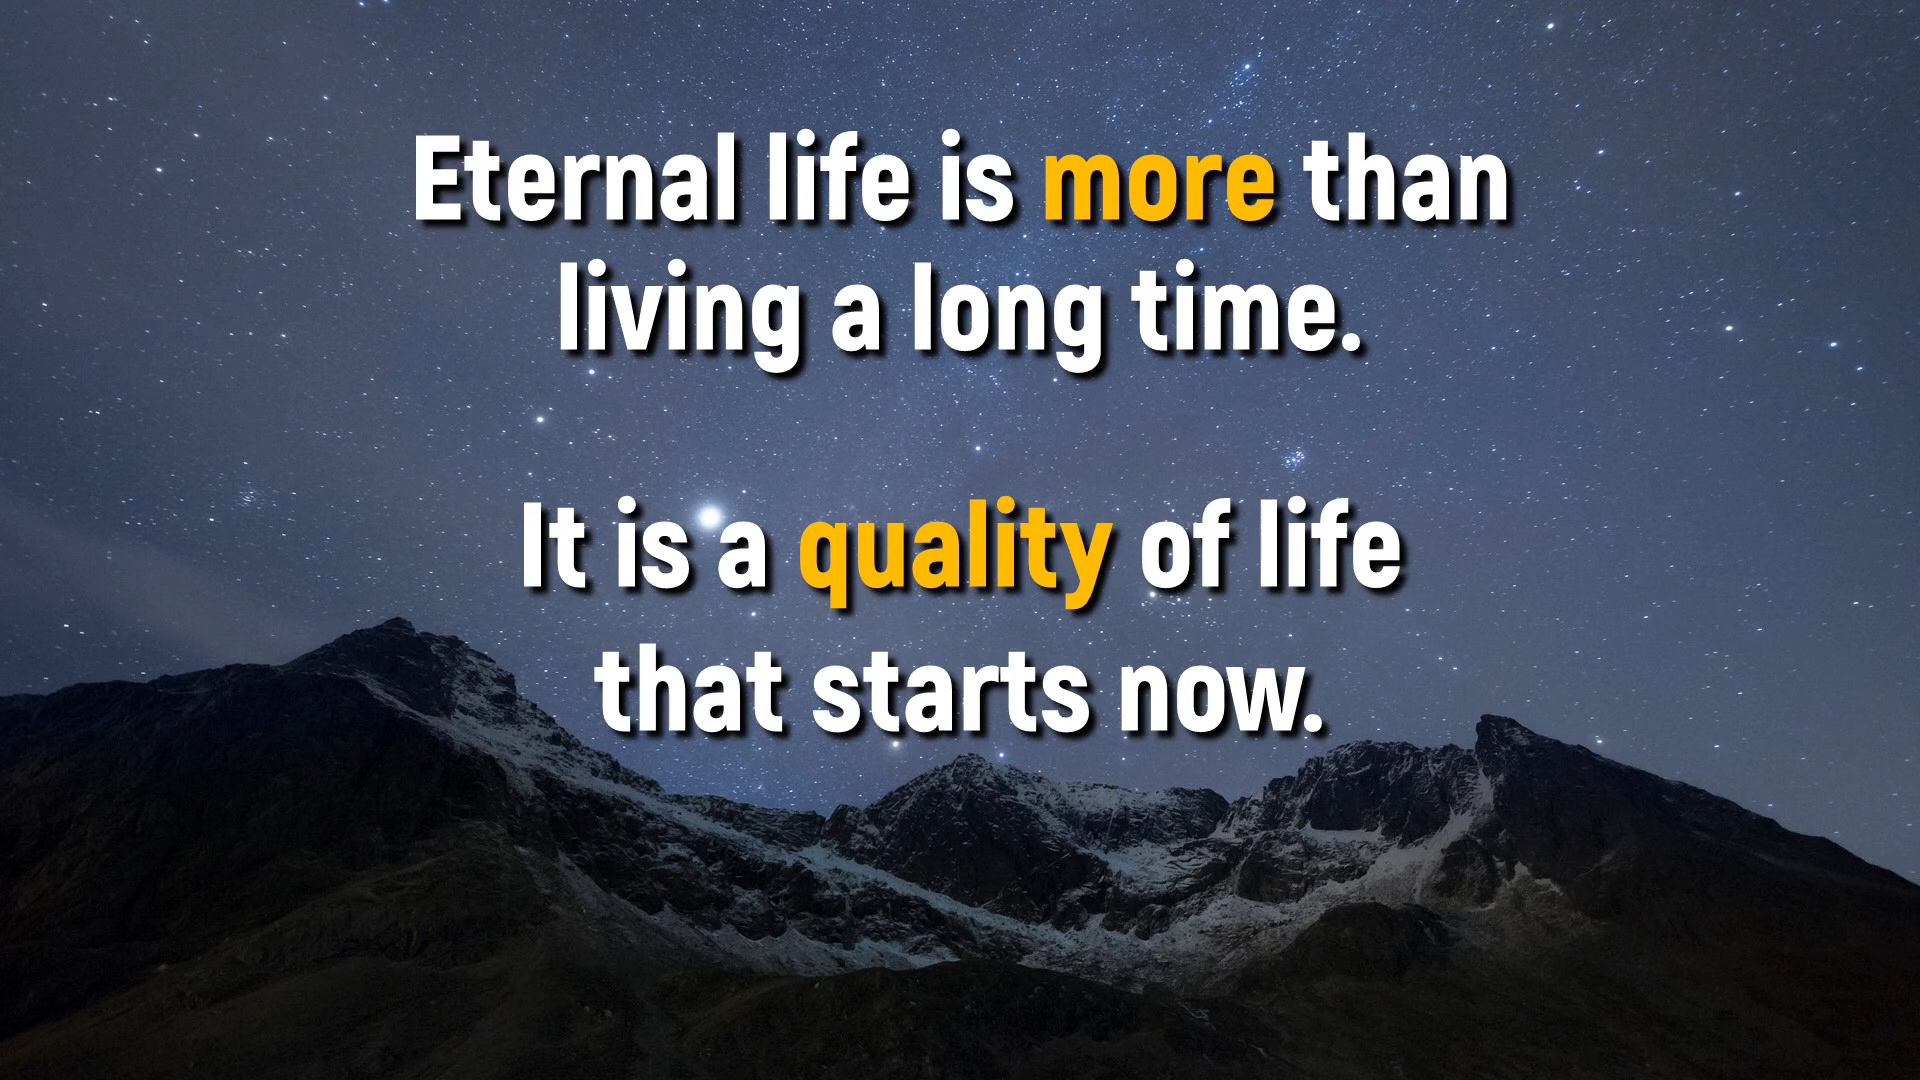 Eternal life is more than
living a long time.
It is a quality of life
that starts now.